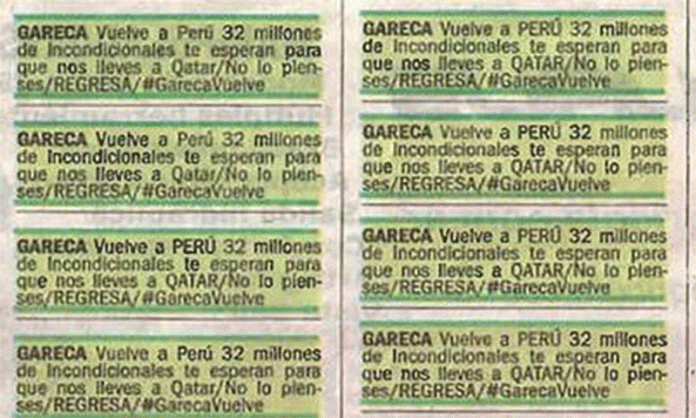 GARECA Vuelve a Perú 32 millones
de Incondicionales te esperan para
que nos lleves a Qatar/No lo pien-
ses/REGRESA/#GarecaVuelve
GARECA Vuelve a Perú 32 millones
de Incondicionales te esperan para
que nos lleves a Qatar/No lo pien-
ses/REGRESA/#GarecaVuelve
GARECA Vuelve a PERÚ 32 millones
de Incondicionales te esperan para
que nos lleves a QATAR/No lo pien-
ses/REGRESA/#GarecaVuelve
GARECA Vuelve a Perú 32 millones
de Incondicionales te esperan para
que nos lleves a Qatar/No lo pien-
ses/REGRESA/#GarecaVuelve
GARECA Vuelve a PERÚ 32 millones
de Incondicionales te esperan para
que nos lleves a QATAR/No lo pien-
ses/REGRESA/#GarecaVuelve
GARECA Vuelve a PERÚ 32 millones
de Incondicionales te esperan para
que nos lleves a QATAR/No lo pien-
ses/REGRESA/#GarecaVuelve
GARECA Vuelve a PERÚ 32 millones
de Incondicionales te esperan para
que nos lleves a QATAR/No lo pien-
ses/REGRESA/#GarecaVuelve
GARECA Vuelve a PERÚ 32 millones
de Incondicionales te esperan para
que nos lleves a QATAR/No lo pien-
ses/REGRESA/#GarecaVuelve